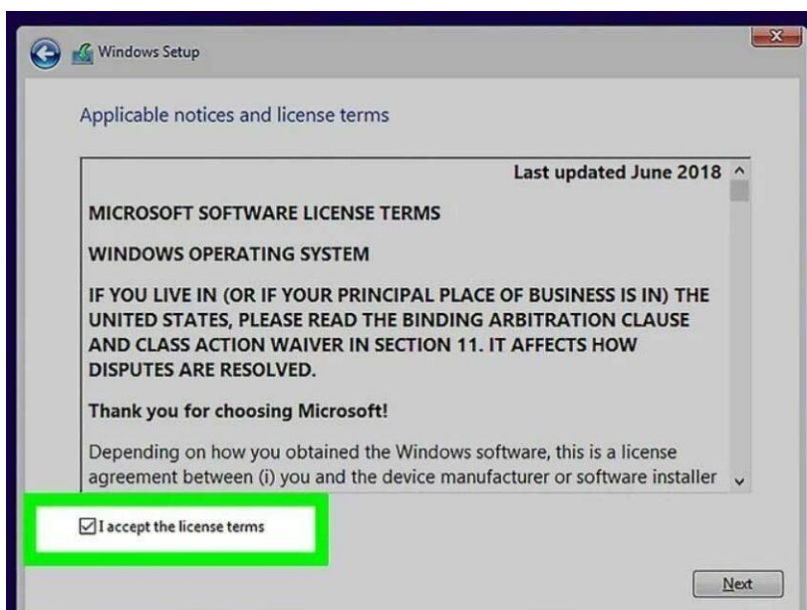 Windows Setup
Applicable notices and license terms
Last updated June 2018
MICROSOFT SOFTWARE LICENSE TERMS
WINDOWS OPERATING SYSTEM
IF YOU LIVE IN (OR IF YOUR PRINCIPAL PLACE OF BUSINESS IS IN) THE
UNITED STATES, PLEASE READ THE BINDING ARBITRATION CLAUSE
AND CLASS ACTION WAIVER IN SECTION 11. IT AFFECTS HOW
DISPUTES ARE RESOLVED.
Thank you for choosing Microsoft!
Depending on how you obtained the Windows software, this is a license
agreement between (i) you and the device manufacturer or software installer
I accept the license terms
Next